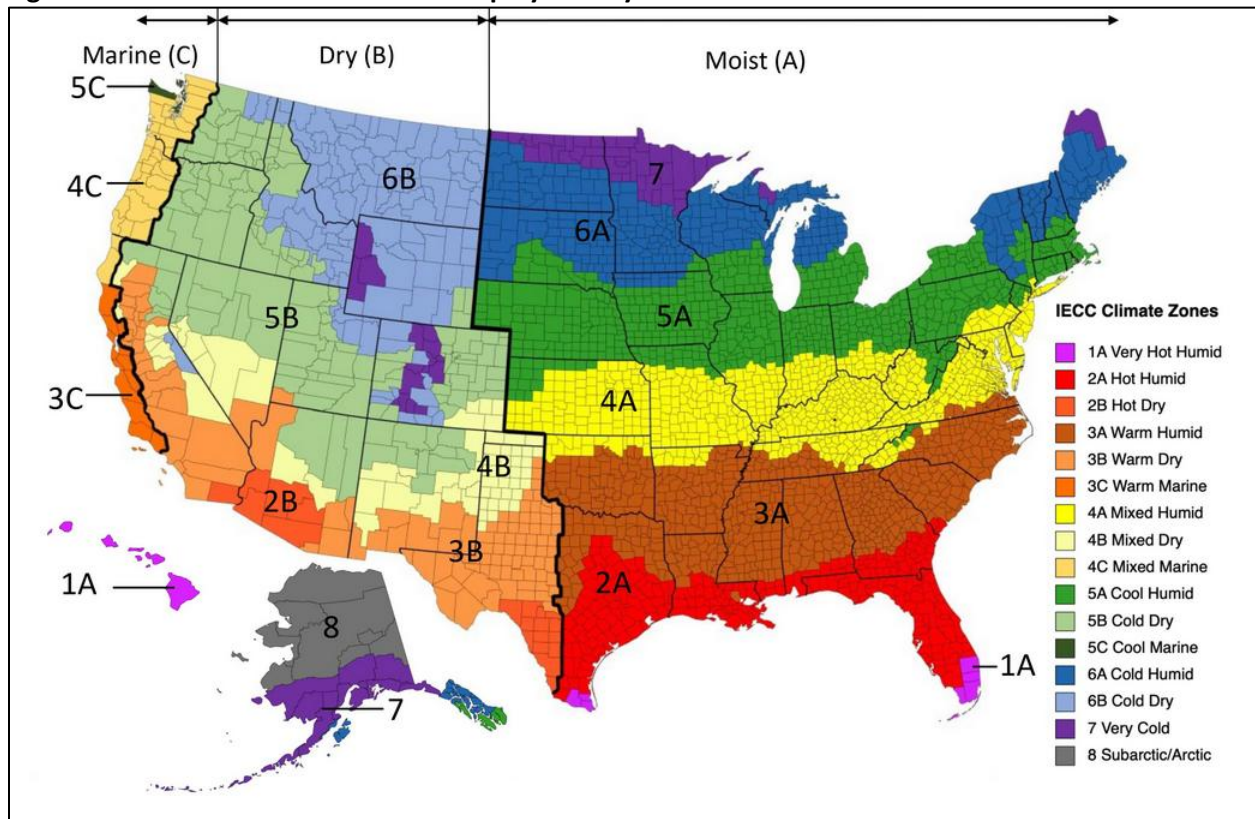 Marine (C)
Dry (B)
Moist (A)
5C
4C
6B
7
6A
5B
5A
3C
4A
4B
2B
3A
3B
2A
1A
8
7
1A
IECC Climate Zones
1A Very Hot Humid
2A Hot Humid
2B Hot Dry
3A Warm Humid
3B Warm Dry
3C Warm Marine
4A Mixed Humid
4B Mixed Dry
4C Mixed Marine
5A Cool Humid
5B Cold Dry
5C Cool Marine
6A Cold Humid
6B Cold Dry
7 Very Cold
8 Subarctic/Arctic